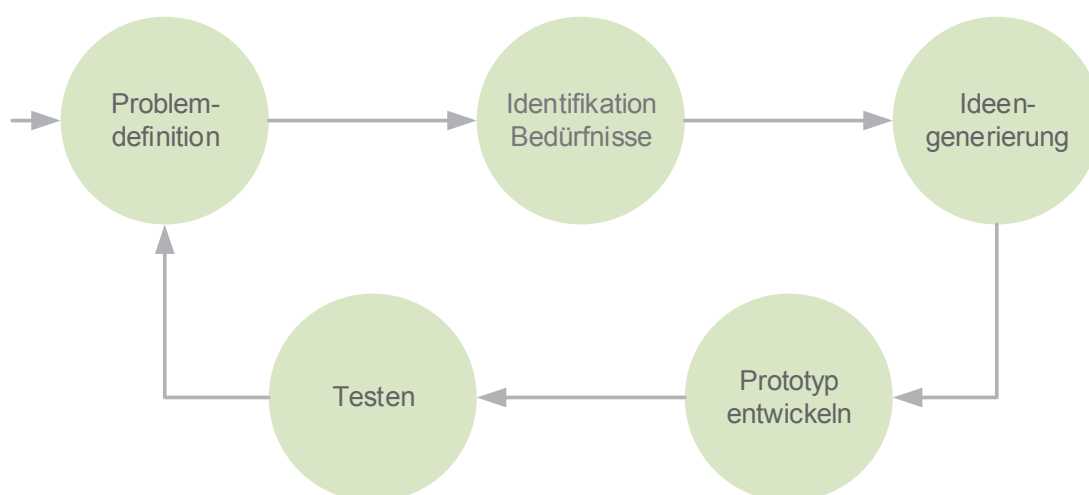 Problem-
definition
Identifikation
Bedürfnisse
Ideen-
generierung
Prototyp
entwickeln
Testen